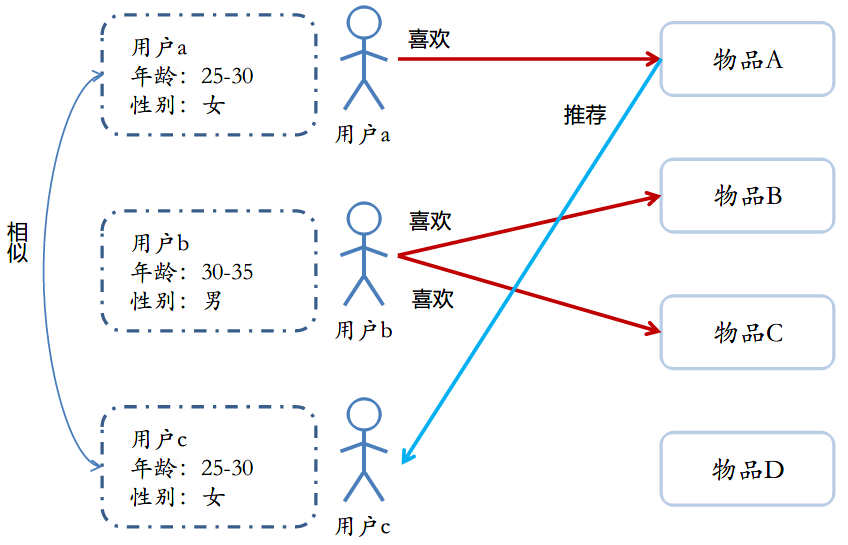 用户a
年龄：25-30
性别：女
用户a
喜欢
物品A
推荐
相似
用户b
年龄：30-35
性别：男
用户b
喜欢
喜欢
物品B
物品C
用户c
年龄：25-30
性别：女
用户c
物品D